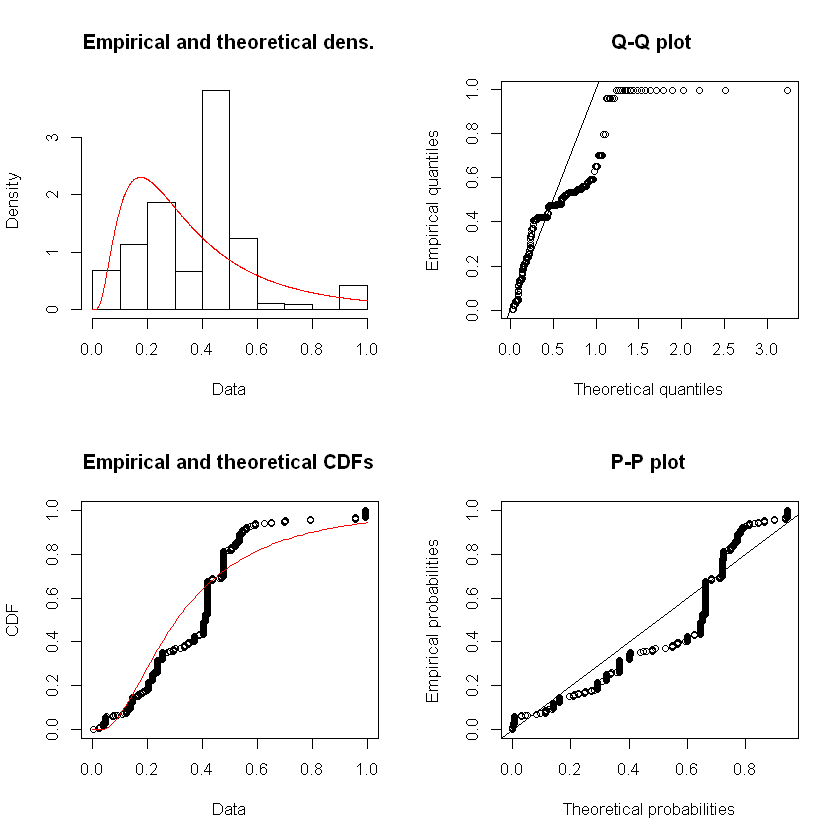 Empirical and theoretical dens.
Density
0 1 2 3
0.0 0.2 0.4 0.6 0.8 1.0
Data
Q-Q plot
Empirical quantiles
0.0 0.2 0.4 0.6 0.8 1.0
0.0 0.5 1.0 1.5 2.0 2.5 3.0
Theoretical quantiles
Empirical and theoretical CDFs
CDF
0.0 0.2 0.4 0.6 0.8 1.0
0.0 0.2 0.4 0.6 0.8 1.0
Data
P-P plot
Empirical probabilities
0.0 0.2 0.4 0.6 0.8 1.0
0.0 0.2 0.4 0.6 0.8
Theoretical probabilities